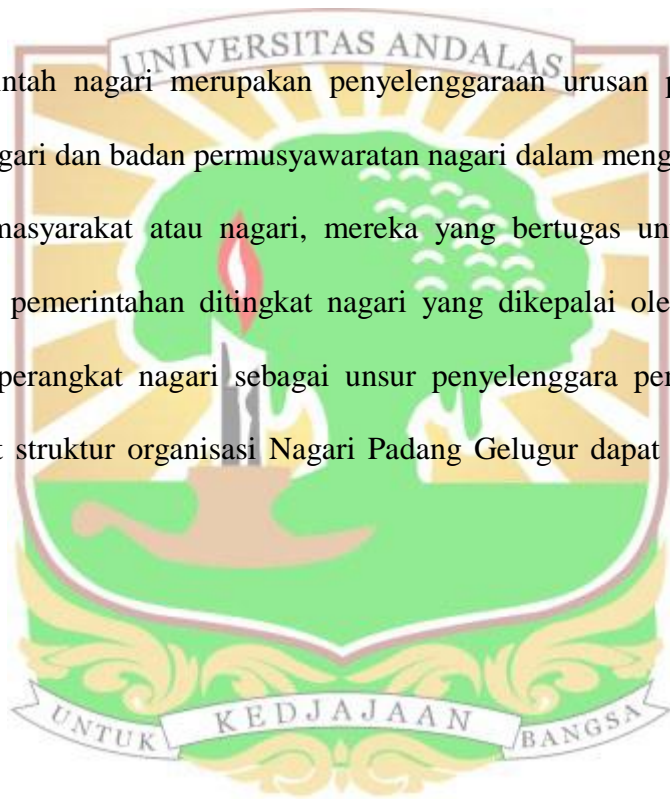 UNIVERSITAS ANDALAS
intah nagari merupakan penyelenggaraan urusan p
gari dan badan permusyawaratan nagari dalam meng
masyarakat atau nagari, mereka yang bertugas un
pemerintahan ditingkat nagari yang dikepalai ole
perangkat nagari sebagai unsur penyelenggara per
t struktur organisasi Nagari Padang Gelugur dapat
UNTUK KEDJAJAAN BANGSA